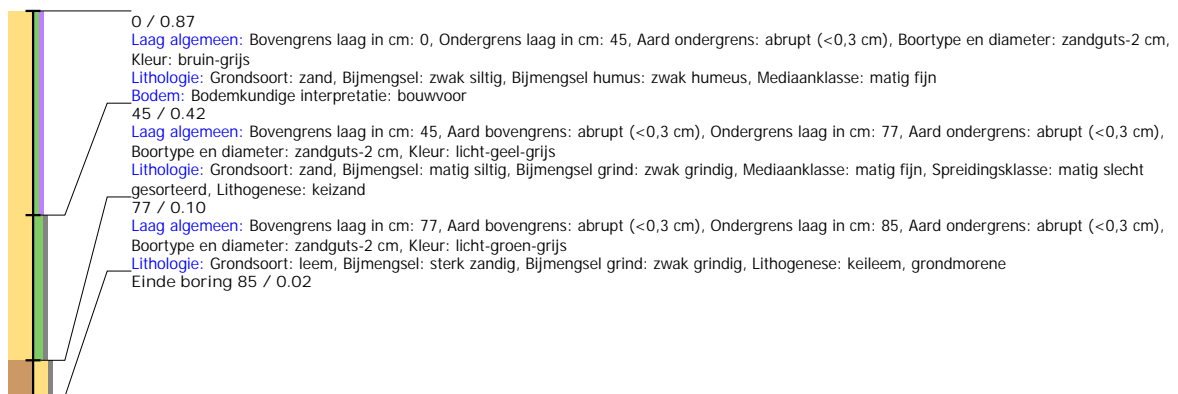 0 / 0.87
Laag algemeen: Bovengrens laag in cm: 0, Ondergrens laag in cm: 45, Aard ondergrens: abrupt (<0,3 cm), Boortype en diameter: zandguts-2 cm,
Kleur: bruin-grijs
Lithologie: Grondsoort: zand, Bijmengsel: zwak siltig, Bijmengsel humus: zwak humeus, Mediaanklasse: matig fijn
Bodem: Bodemkundige interpretatie: bouwvoor
45 / 0.42
Laag algemeen: Bovengrens laag in cm: 45, Aard bovengrens: abrupt (<0,3 cm), Ondergrens laag in cm: 77, Aard ondergrens: abrupt (<0,3 cm),
Boortype en diameter: zandguts-2 cm, Kleur: licht-geel-grijs
Lithologie: Grondsoort: zand, Bijmengsel: matig siltig, Bijmengsel grind: zwak grindig, Mediaanklasse: matig fijn, Spreidingsklasse: matig slecht
gesorteerd, Lithogenese: keizand
77 / 0.10
Laag algemeen: Bovengrens laag in cm: 77, Aard bovengrens: abrupt (<0,3 cm), Ondergrens laag in cm: 85, Aard ondergrens: abrupt (<0,3 cm),
Boortype en diameter: zandguts-2 cm, Kleur: licht-groen-grijs
Lithologie: Grondsoort: leem, Bijmengsel: sterk zandig, Bijmengsel grind: zwak grindig, Lithogenese: keileem, grondmorene
Einde boring 85 / 0.02